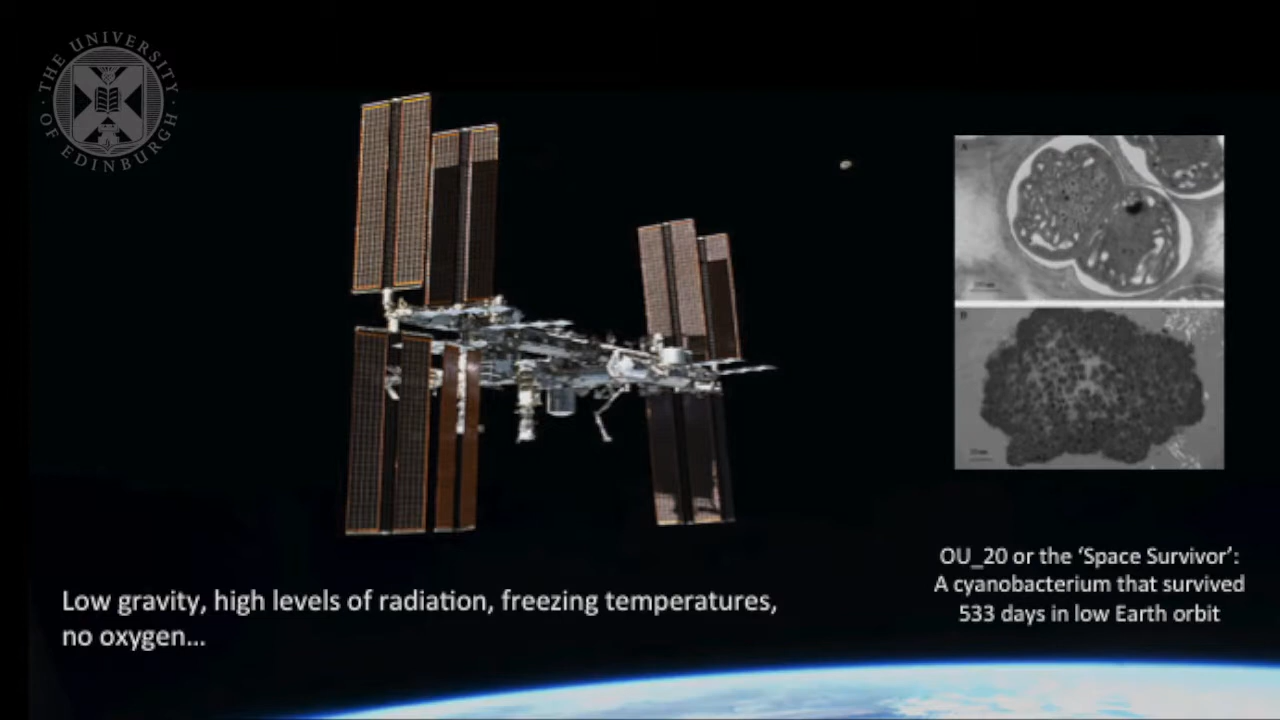 THE UNIVERSITY OF EDINBURGH
A
B
Low gravity, high levels of radiation, freezing temperatures,
no oxygen...
OU_20 or the ‘Space Survivor’:
A cyanobacterium that survived
533 days in low Earth orbit